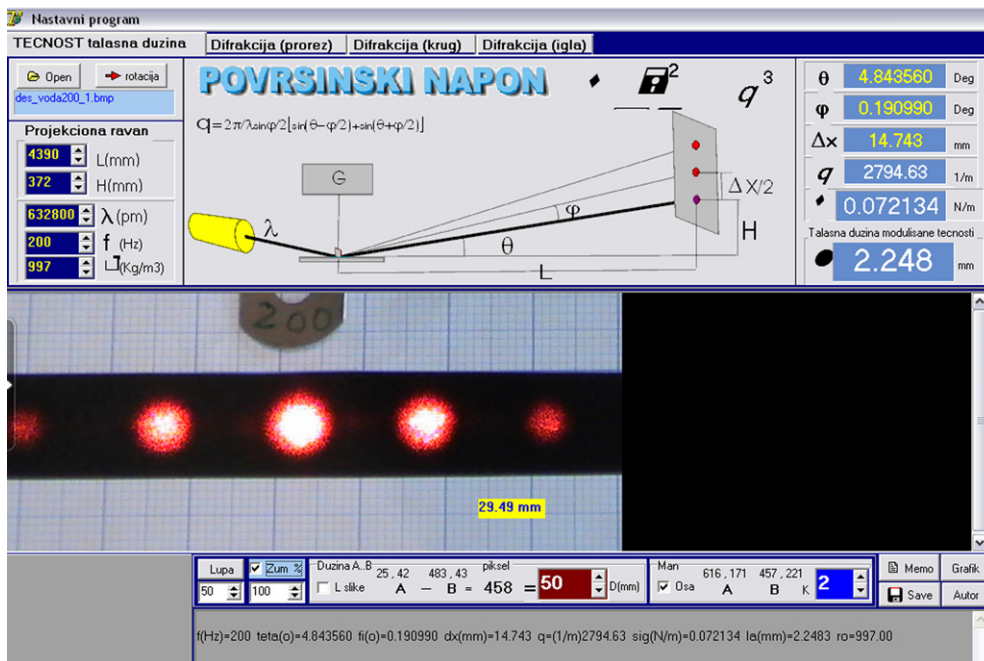 Nastavni program
TECNOST talasna duzina Difrakcija (prorez) Difrakcija (krug) Difrakcija (igla)
Open rotacija
des_voda200_1.bmp
Projekciona ravan
4390 L(mm)
372 H(mm)
632800 λ(pm)
200 f (Hz)
997 (Kg/m3)
POVRSINSKI NAPON
2 q3
q=2π/λsinφ/2[sin(θ-φ/2)+sin(θ+φ/2)]
G
λ
θ
φ
ΔX/2
H
L
θ 4.843560 Deg
φ 0.190990 Deg
Δx 14.743 mm
q 2794.63 1/m
0.072134 N/m
Talasna duzina modulisane tecnosti
2.248 mm
200
29.49 mm
Lupa Zum %
50 100
Duzina A..B piksel
25 , 42 483 , 43
L slike A – B = 458 = 50 D(mm)
Man
616 , 171 457 , 221
Osa A B K 2
Memo Grafik
Save Autor
f(Hz)=200 teta(o)=4.843560 fi(o)=0.190990 dx(mm)=14.743 q=(1/m)2794.63 sig(N/m)=0.072134 la(mm)=2.2483 ro=997.00